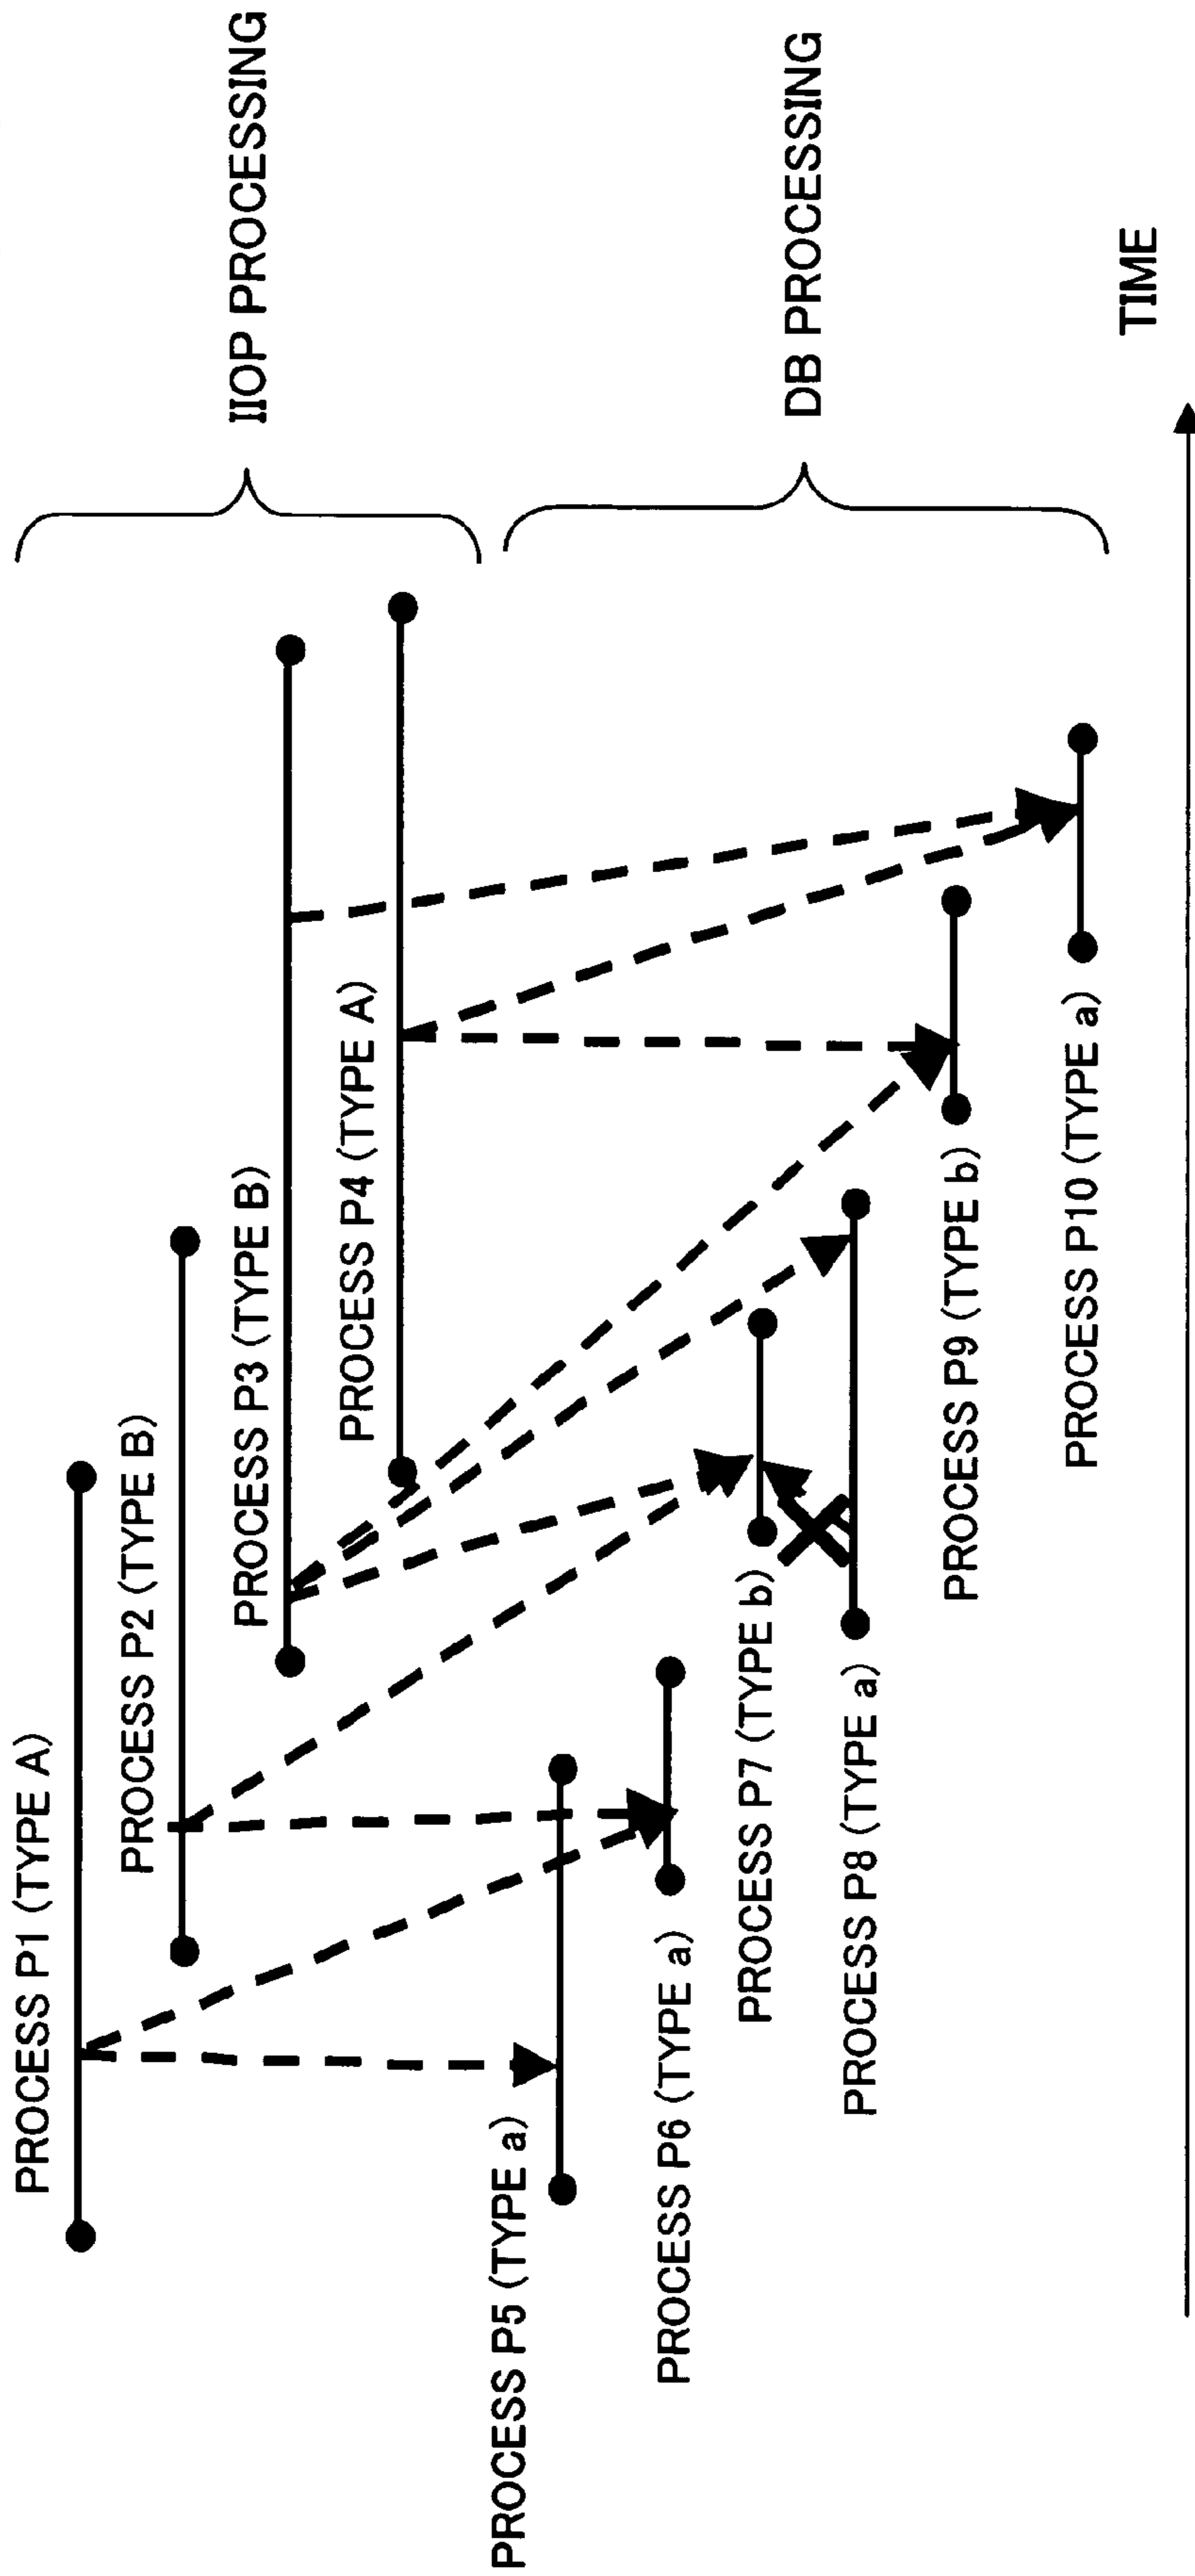 PROCESS P1 (TYPE A)
PROCESS P2 (TYPE B)
PROCESS P3 (TYPE B)
PROCESS P4 (TYPE A)
IIOP PROCESSING
PROCESS P5 (TYPE a)
PROCESS P6 (TYPE a)
PROCESS P7 (TYPE b)
PROCESS P8 (TYPE a)
PROCESS P9 (TYPE b)
PROCESS P10 (TYPE a)
DB PROCESSING
TIME